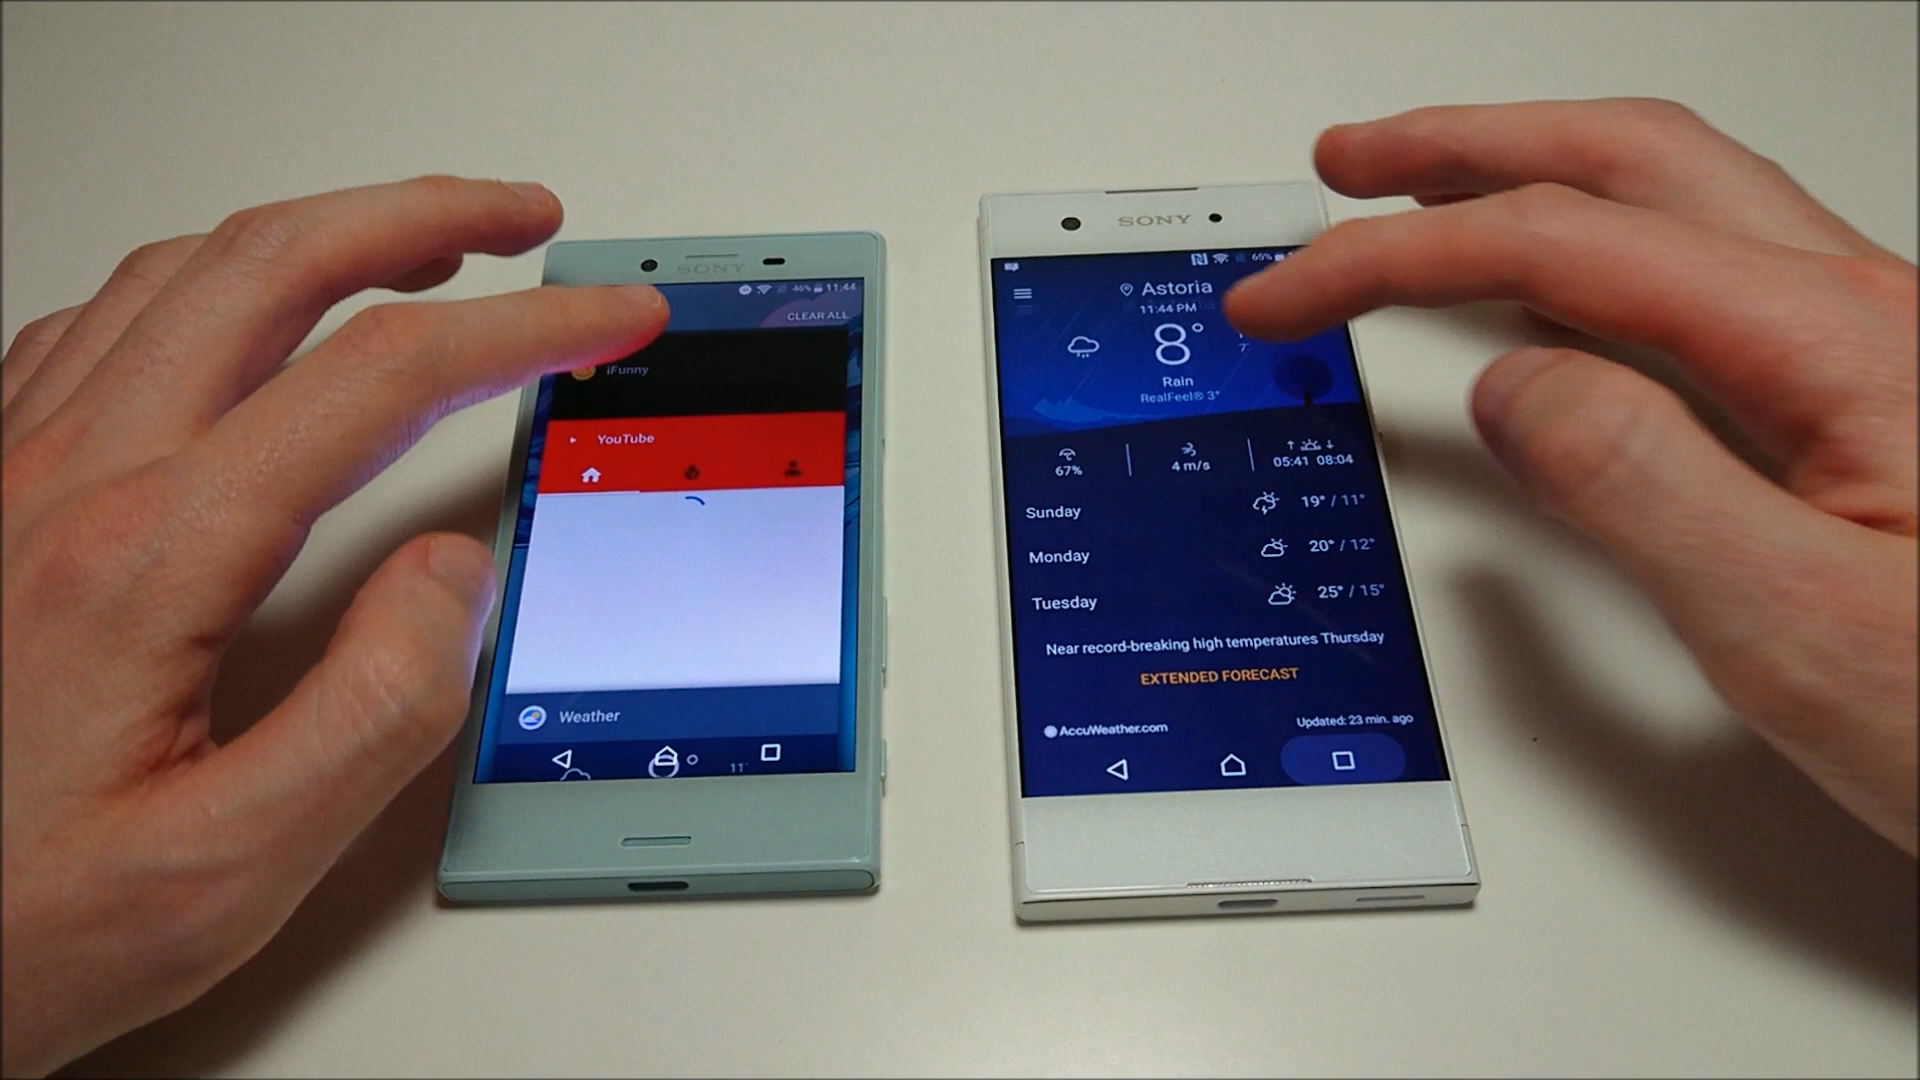 SONY
46% 11:44
CLEAR ALL
iFunny
YouTube
Weather
11°
SONY
65%
Astoria
11:44 PM
8°
Rain
RealFeel® 3°
67%
4 m/s
05:41 08:04
Sunday
19° / 11°
Monday
20° / 12°
Tuesday
25° / 15°
Near record-breaking high temperatures Thursday
EXTENDED FORECAST
AccuWeather.com
Updated: 23 min. ago